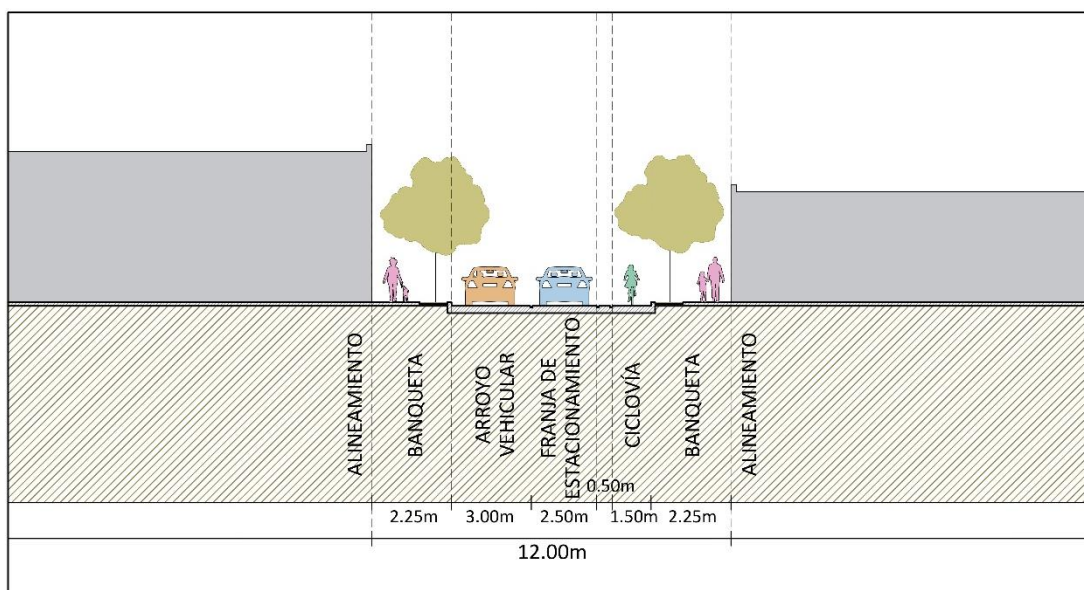 ALINEAMIENTO
BANQUETA
ARROYO
VEHICULAR
FRANJA DE
ESTACIONAMIENTO
CICLOVÍA
BANQUETA
ALINEAMIENTO
0.50m
2.25m
3.00m
2.50m
1.50m
2.25m
12.00m